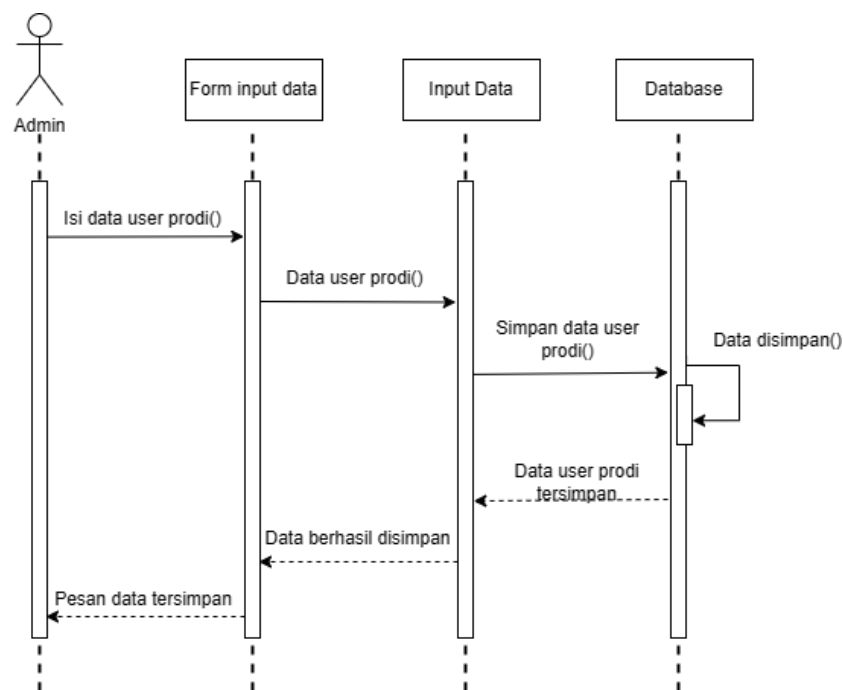 Admin
Form input data
Input Data
Database
Isi data user prodi()
Data user prodi()
Simpan data user
prodi()
Data disimpan()
Data user prodi
tersimpan
Data berhasil disimpan
Pesan data tersimpan